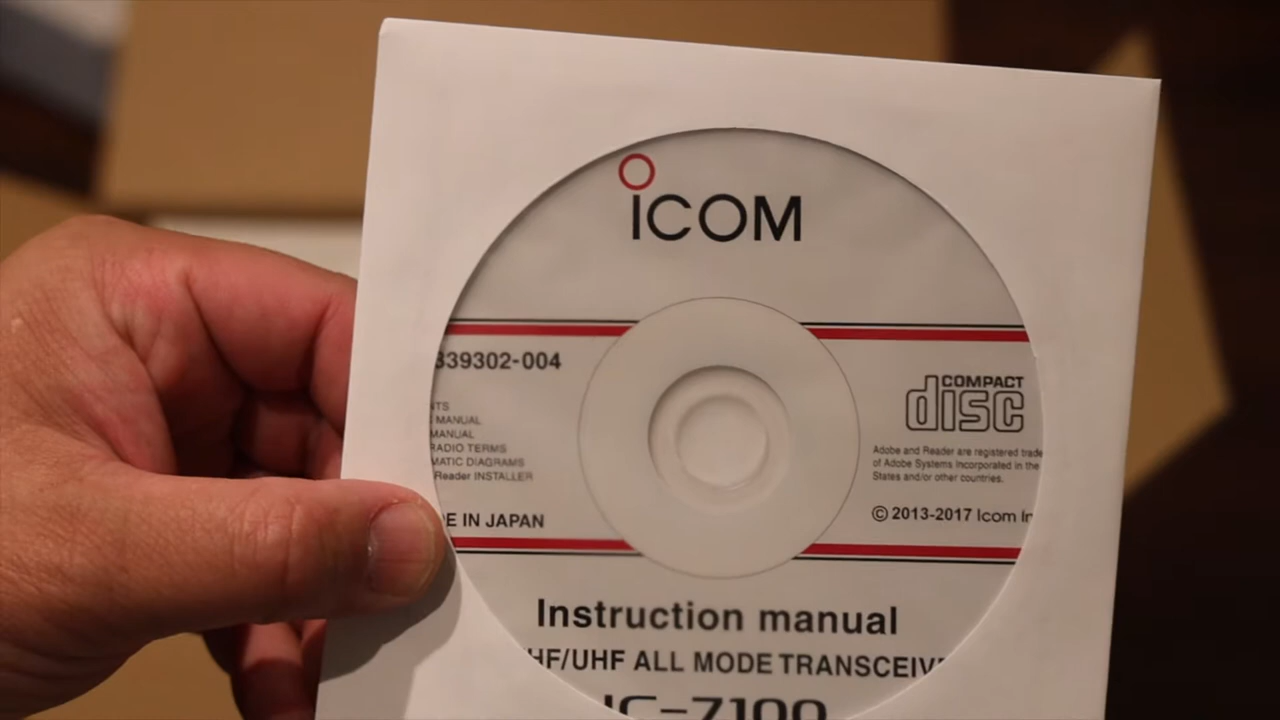 ICOM
339302-004
NTS
MANUAL
MANUAL
RADIO TERMS
MATIC DIAGRAMS
Reader INSTALLER
E IN JAPAN
COMPACT
disc
Adobe and Reader are registered trade
of Adobe Systems Incorporated in the
States and/or other countries.
© 2013-2017 Icom In
Instruction manual
HF/UHF ALL MODE TRANSCEIV
IC-7100